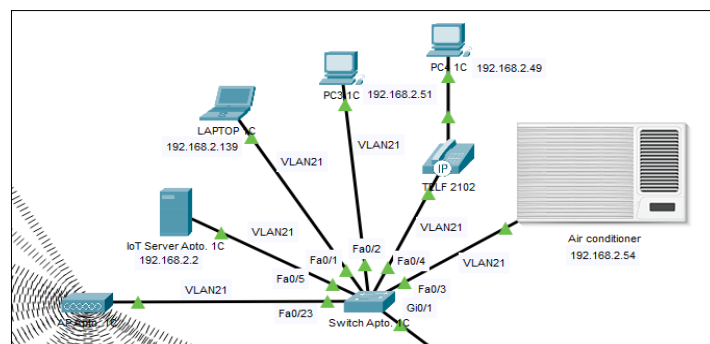 PC4 1C
192.168.2.49
PC3 1C
192.168.2.51
LAPTOP 1C
192.168.2.139
VLAN21
VLAN21
IP
TELF 2102
VLAN21
VLAN21
IoT Server Apto. 1C
192.168.2.2
Fa0/1
Fa0/2
Fa0/4
VLAN21
Air conditioner
192.168.2.54
Fa0/5
Fa0/3
VLAN21
AP Apto. 1C
Fa0/23
Gi0/1
Switch Apto. 1C